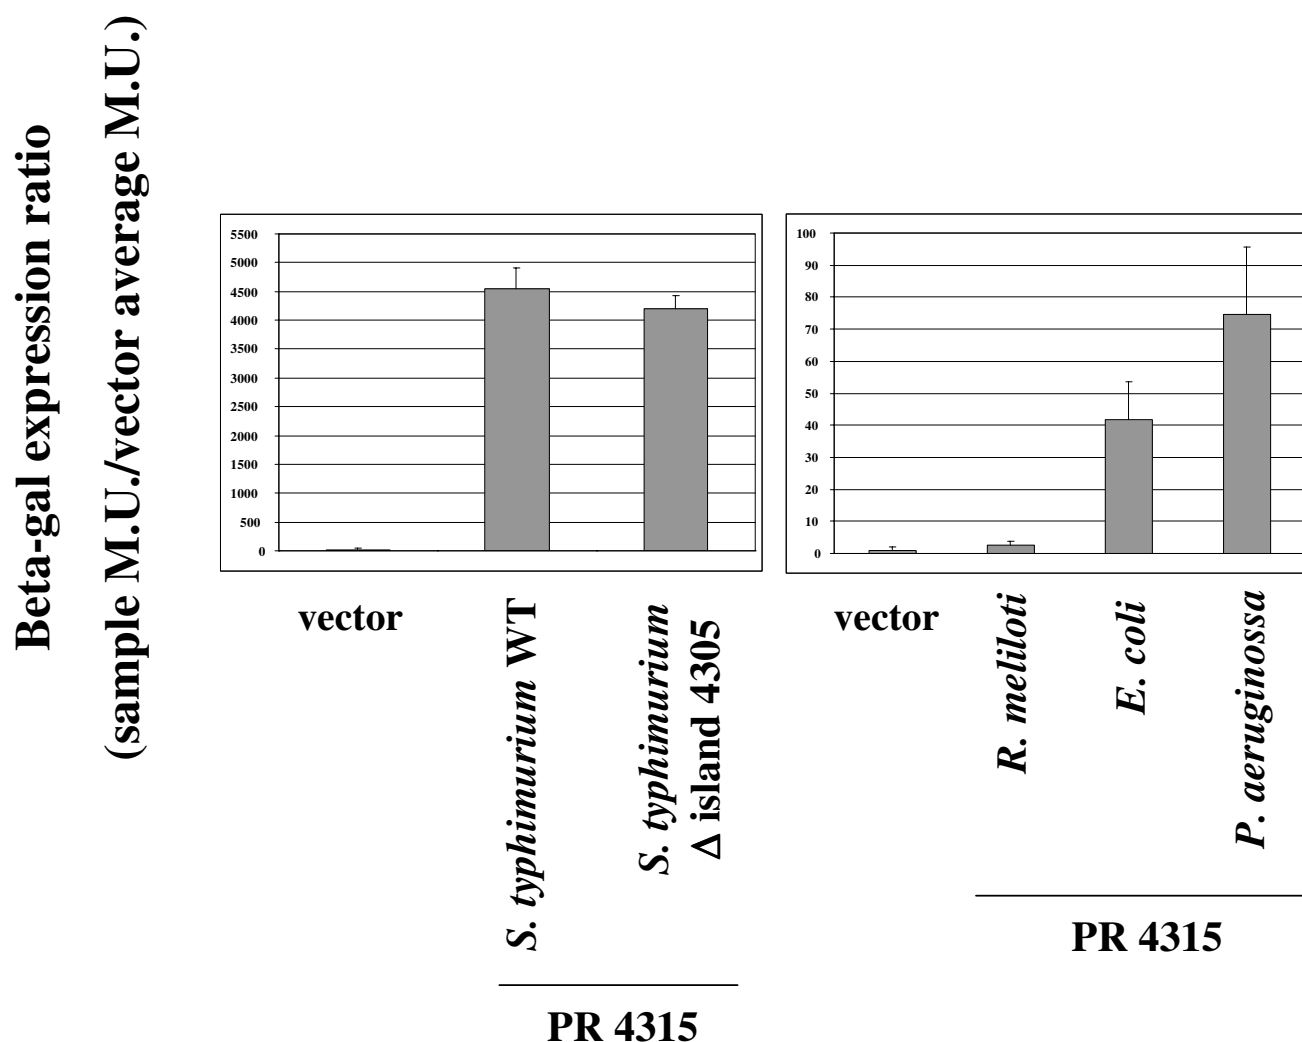 Beta-gal expression ratio
(sample M.U./vector average M.U.)
5500
5000
4500
4000
3500
3000
2500
2000
1500
1000
500
0
vector
S. typhimurium WT
S. typhimurium
Δ island 4305
PR 4315
100
90
80
70
60
50
40
30
20
10
0
vector
R. meliloti
E. coli
P. aeruginossa
PR 4315